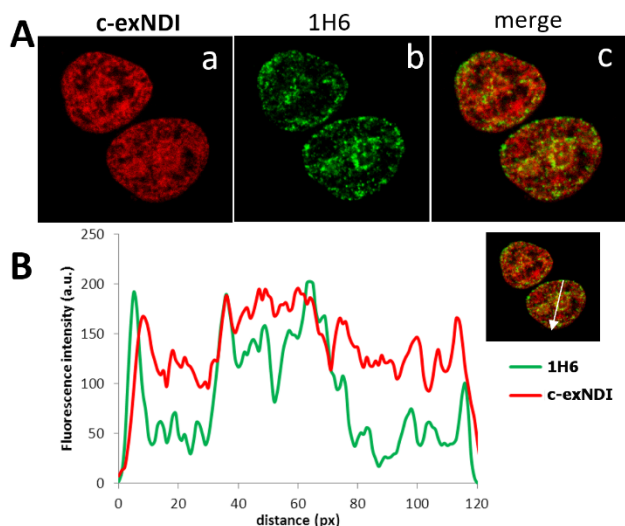 A
c-exNDI 1H6 merge
a b c
B
250
200
150
100
50
0
0 20 40 60 80 100 120
Fluorescence intensity (a.u.)
distance (px)
1H6
c-exNDI